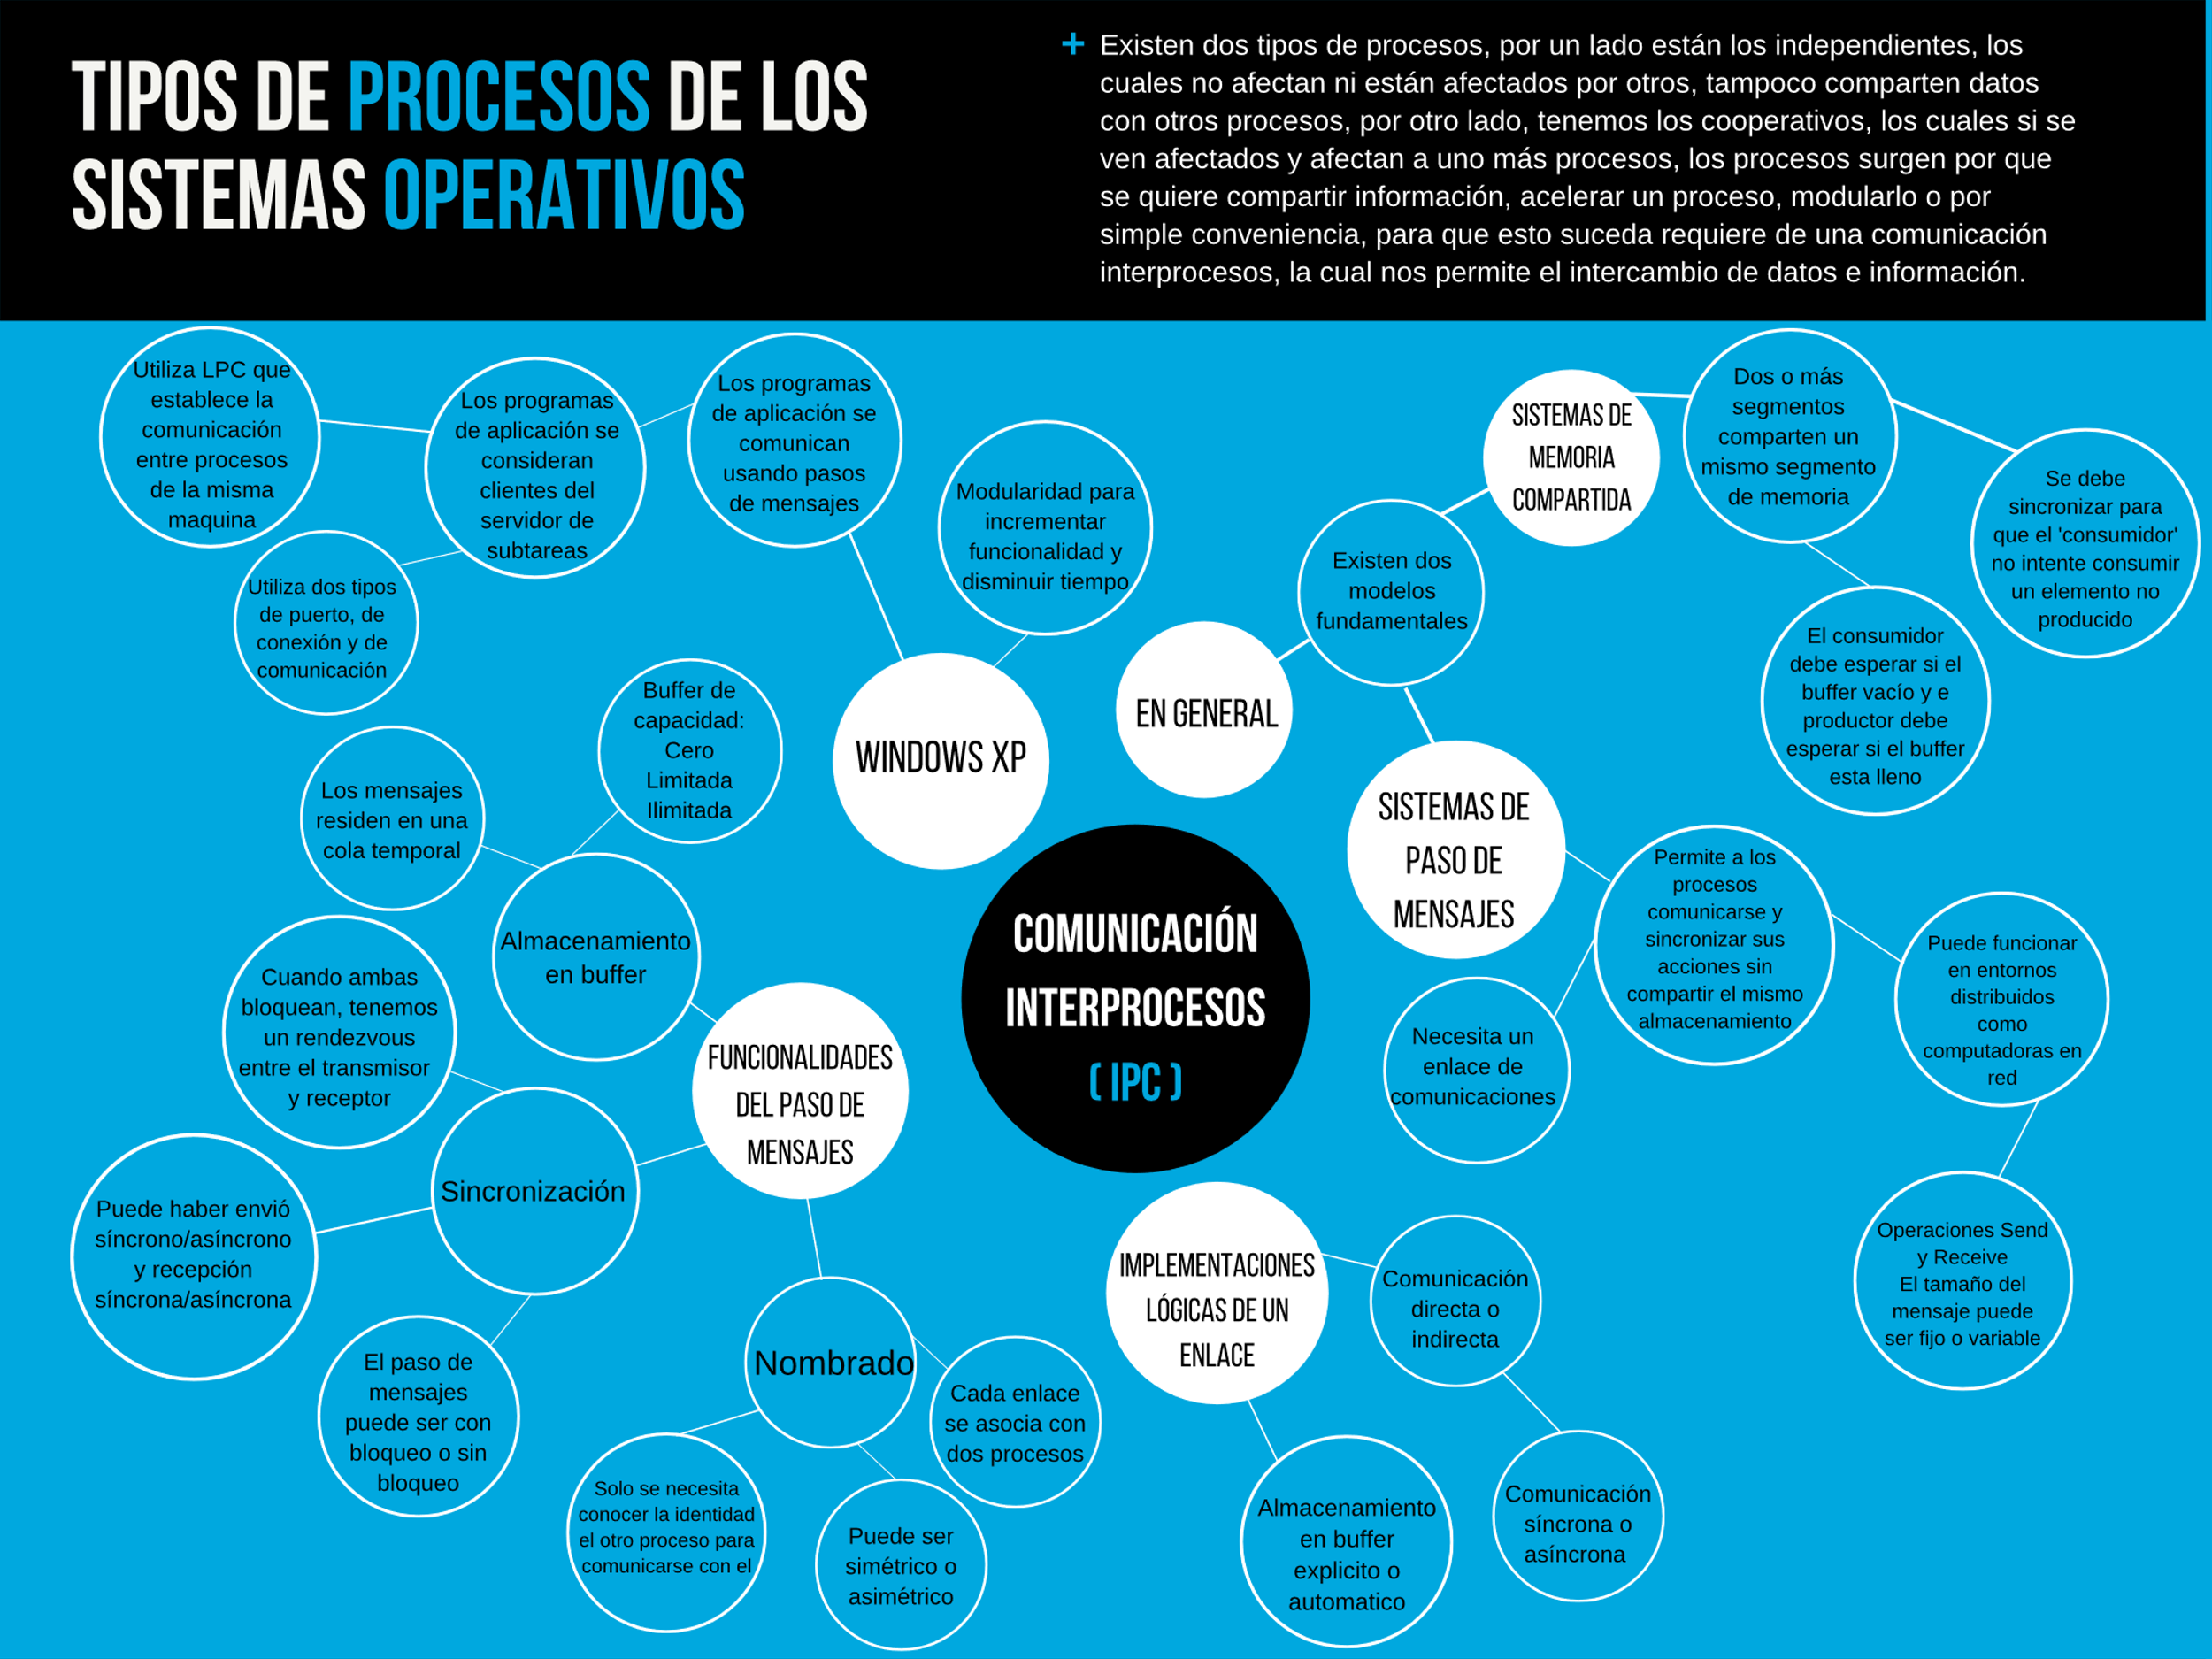 TIPOS DE PROCESOS DE LOS
SISTEMAS OPERATIVOS
+ Existen dos tipos de procesos, por un lado están los independientes, los
cuales no afectan ni están afectados por otros, tampoco comparten datos
con otros procesos, por otro lado, tenemos los cooperativos, los cuales si se
ven afectados y afectan a uno más procesos, los procesos surgen por que
se quiere compartir información, acelerar un proceso, modularlo o por
simple conveniencia, para que esto suceda requiere de una comunicación
interprocesos, la cual nos permite el intercambio de datos e información.
Utiliza LPC que
establece la
comunicación
entre procesos
de la misma
maquina
Los programas
de aplicación se
consideran
clientes del
servidor de
subtareas
Los programas
de aplicación se
comunican
usando pasos
de mensajes
Modularidad para
incrementar
funcionalidad y
disminuir tiempo
Utiliza dos tipos
de puerto, de
conexión y de
comunicación
WINDOWS XP
EN GENERAL
Existen dos
modelos
fundamentales
SISTEMAS DE
MEMORIA
COMPARTIDA
Dos o más
segmentos
comparten un
mismo segmento
de memoria
Se debe
sincronizar para
que el 'consumidor'
no intente consumir
un elemento no
producido
El consumidor
debe esperar si el
buffer vacío y e
productor debe
esperar si el buffer
esta lleno
SISTEMAS DE
PASO DE
MENSAJES
Permite a los
procesos
comunicarse y
sincronizar sus
acciones sin
compartir el mismo
almacenamiento
Puede funcionar
en entornos
distribuidos
como
computadoras en
red
Necesita un
enlace de
comunicaciones
Operaciones Send
y Receive
El tamaño del
mensaje puede
ser fijo o variable
COMUNICACIÓN
INTERPROCESOS
( IPC )
Buffer de
capacidad:
Cero
Limitada
Ilimitada
Los mensajes
residen en una
cola temporal
Almacenamiento
en buffer
Cuando ambas
bloquean, tenemos
un rendezvous
entre el transmisor
y receptor
FUNCIONALIDADES
DEL PASO DE
MENSAJES
Sincronización
Puede haber envió
síncrono/asíncrono
y recepción
síncrona/asíncrona
El paso de
mensajes
puede ser con
bloqueo o sin
bloqueo
Nombrado
Cada enlace
se asocia con
dos procesos
Solo se necesita
conocer la identidad
el otro proceso para
comunicarse con el
Puede ser
simétrico o
asimétrico
IMPLEMENTACIONES
LÓGICAS DE UN
ENLACE
Comunicación
directa o
indirecta
Comunicación
síncrona o
asíncrona
Almacenamiento
en buffer
explicito o
automatico